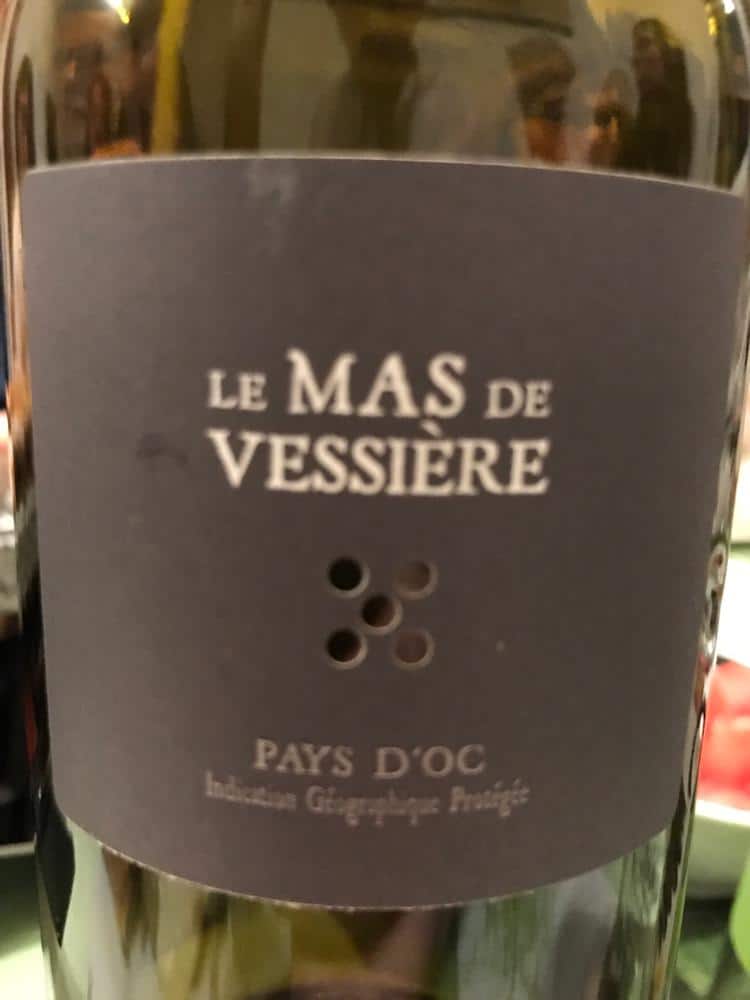 LE MAS DE
VESSIÈRE
PAYS D'OC
Indication Géographique Protégée